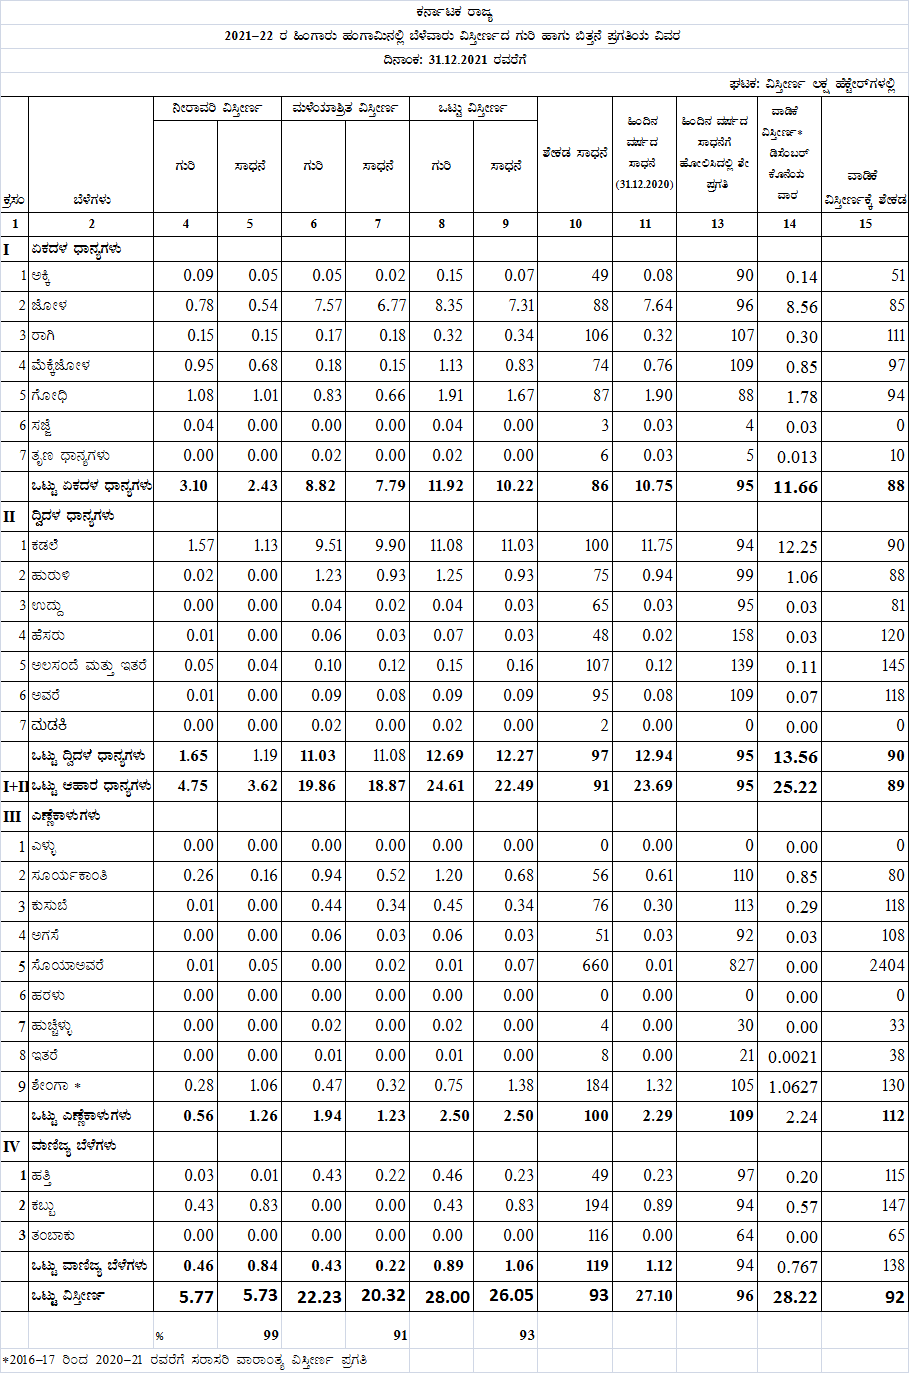 ಕರ್ನಾಟಕ ರಾಜ್ಯ
2021–22 ರ ಹಿಂಗಾರು ಹಂಗಾಮಿನಲ್ಲಿ ಬೆಳೆವಾರು ವಿಸ್ತೀರ್ಣದ ಗುರಿ ಹಾಗು ಬಿತ್ತನೆ ಪ್ರಗತಿಯ ವಿವರ
ದಿನಾಂಕ: 31.12.2021 ರವರೆಗೆ
ಘಟಕ: ವಿಸ್ತೀರ್ಣ ಲಕ್ಷ ಹೆಕ್ಟೇರ್‌ಗಳಲ್ಲಿ
ಕ್ರಸಂ ಬೆಳೆಗಳು ನೀರಾವರಿ ವಿಸ್ತೀರ್ಣ ಮಳೆಯಾಶ್ರಿತ ವಿಸ್ತೀರ್ಣ ಒಟ್ಟು ವಿಸ್ತೀರ್ಣ ಶೇಕಡ ಸಾಧನೆ ಹಿಂದಿನ ವರ್ಷದ ಸಾಧನೆ (31.12.2020) ಹಿಂದಿನ ವರ್ಷದ ಸಾಧನೆಗೆ ಹೋಲಿಸಿದಲ್ಲಿ ಶೇ ಪ್ರಗತಿ ವಾಡಿಕೆ ವಿಸ್ತೀರ್ಣ* ಡಿಸೆಂಬರ್ ಕೊನೆಯ ವಾರ ವಾಡಿಕೆ ವಿಸ್ತೀರ್ಣಕ್ಕೆ ಶೇಕಡ
ಗುರಿ ಸಾಧನೆ ಗುರಿ ಸಾಧನೆ ಗುರಿ ಸಾಧನೆ
1 2 4 5 6 7 8 9 10 11 13 14 15
I ಏಕದಳ ಧಾನ್ಯಗಳು
1 ಅಕ್ಕಿ 0.09 0.05 0.05 0.02 0.15 0.07 49 0.08 90 0.14 51
2 ಜೋಳ 0.78 0.54 7.57 6.77 8.35 7.31 88 7.64 96 8.56 85
3 ರಾಗಿ 0.15 0.15 0.17 0.18 0.32 0.34 106 0.32 107 0.30 111
4 ಮೆಕ್ಕೆಜೋಳ 0.95 0.68 0.18 0.15 1.13 0.83 74 0.76 109 0.85 97
5 ಗೋಧಿ 1.08 1.01 0.83 0.66 1.91 1.67 87 1.90 88 1.78 94
6 ಸಜ್ಜೆ 0.04 0.00 0.00 0.00 0.04 0.00 3 0.03 4 0.03 0
7 ತೃಣ ಧಾನ್ಯಗಳು 0.00 0.00 0.02 0.00 0.02 0.00 6 0.03 5 0.013 10
ಒಟ್ಟು ಏಕದಳ ಧಾನ್ಯಗಳು 3.10 2.43 8.82 7.79 11.92 10.22 86 10.75 95 11.66 88
II ದ್ವಿದಳ ಧಾನ್ಯಗಳು
1 ಕಡಲೆ 1.57 1.13 9.51 9.90 11.08 11.03 100 11.75 94 12.25 90
2 ಹುರುಳಿ 0.02 0.00 1.23 0.93 1.25 0.93 75 0.94 99 1.06 88
3 ಉದ್ದು 0.00 0.00 0.04 0.02 0.04 0.03 65 0.03 95 0.03 81
4 ಹೆಸರು 0.01 0.00 0.06 0.03 0.07 0.03 48 0.02 158 0.03 120
5 ಅಲಸಂದೆ ಮತ್ತು ಇತರೆ 0.05 0.04 0.10 0.12 0.15 0.16 107 0.12 139 0.11 145
6 ಅವರೆ 0.01 0.00 0.09 0.08 0.09 0.09 95 0.08 109 0.07 118
7 ಮಡಕಿ 0.00 0.00 0.02 0.00 0.02 0.00 2 0.00 0 0.00 0
ಒಟ್ಟು ದ್ವಿದಳ ಧಾನ್ಯಗಳು 1.65 1.19 11.03 11.08 12.69 12.27 97 12.94 95 13.56 90
I+II ಒಟ್ಟು ಆಹಾರ ಧಾನ್ಯಗಳು 4.75 3.62 19.86 18.87 24.61 22.49 91 23.69 95 25.22 89
III ಎಣ್ಣೆಕಾಳುಗಳು
1 ಎಳ್ಳು 0.00 0.00 0.00 0.00 0.00 0.00 0 0.00 0 0.00 0
2 ಸೂರ್ಯಕಾಂತಿ 0.26 0.16 0.94 0.52 1.20 0.68 56 0.61 110 0.85 80
3 ಕುಸುಬೆ 0.01 0.00 0.44 0.34 0.45 0.34 76 0.30 113 0.29 118
4 ಅಗಸೆ 0.00 0.00 0.06 0.03 0.06 0.03 51 0.03 92 0.03 108
5 ಸೊಯಾಅವರೆ 0.01 0.05 0.00 0.02 0.01 0.07 660 0.01 827 0.00 2404
6 ಹರಳು 0.00 0.00 0.00 0.00 0.00 0.00 0 0.00 0 0.00 0
7 ಹುಚ್ಚೆಳ್ಳು 0.00 0.00 0.02 0.00 0.02 0.00 4 0.00 30 0.00 33
8 ಇತರೆ 0.00 0.00 0.01 0.00 0.01 0.00 8 0.00 21 0.0021 38
9 ಶೇಂಗಾ * 0.28 1.06 0.47 0.32 0.75 1.38 184 1.32 105 1.0627 130
ಒಟ್ಟು ಎಣ್ಣೆಕಾಳುಗಳು 0.56 1.26 1.94 1.23 2.50 2.50 100 2.29 109 2.24 112
IV ವಾಣಿಜ್ಯ ಬೆಳೆಗಳು
1 ಹತ್ತಿ 0.03 0.01 0.43 0.22 0.46 0.23 49 0.23 97 0.20 115
2 ಕಬ್ಬು 0.43 0.83 0.00 0.00 0.43 0.83 194 0.89 94 0.57 147
3 ತಂಬಾಕು 0.00 0.00 0.00 0.00 0.00 0.00 116 0.00 64 0.00 65
ಒಟ್ಟು ವಾಣಿಜ್ಯ ಬೆಳೆಗಳು 0.46 0.84 0.43 0.22 0.89 1.06 119 1.12 94 0.767 138
ಒಟ್ಟು ವಿಸ್ತೀರ್ಣ 5.77 5.73 22.23 20.32 28.00 26.05 93 27.10 96 28.22 92
% 99 91 93
*2016–17 ರಿಂದ 2020–21 ರವರೆಗೆ ಸರಾಸರಿ ವಾರಾಂತ್ಯ ವಿಸ್ತೀರ್ಣ ಪ್ರಗತಿ